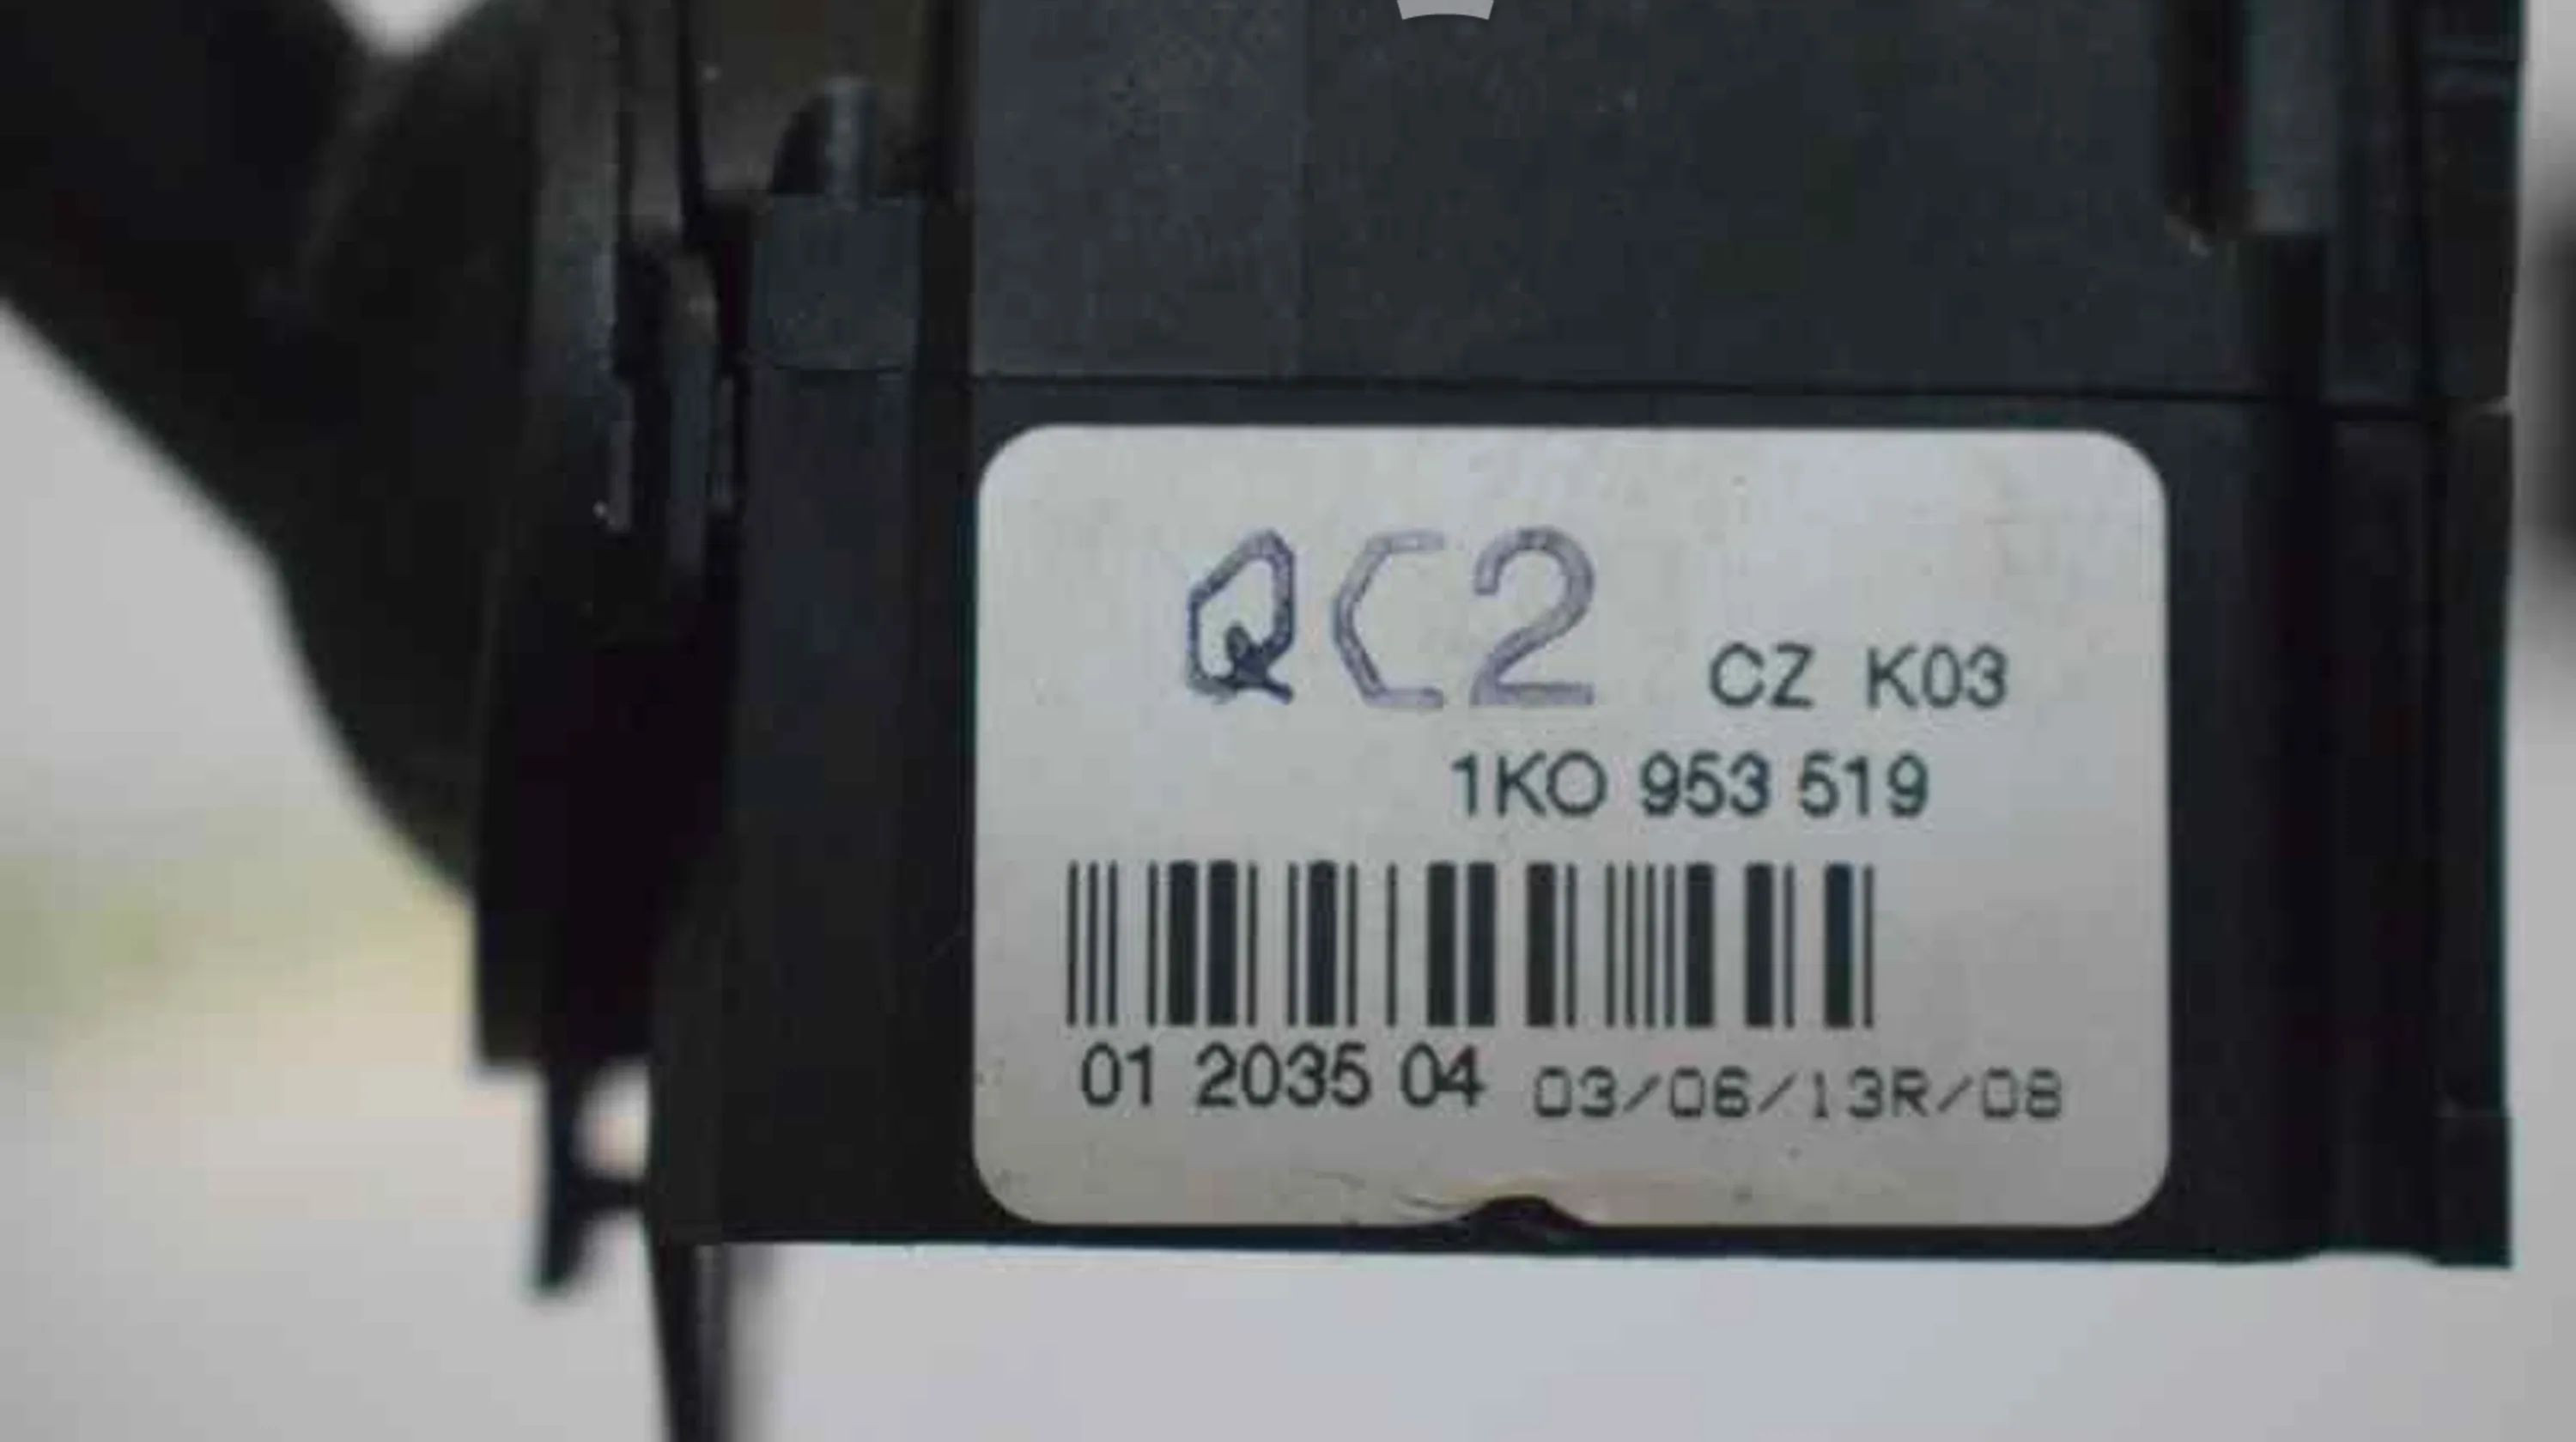 QC2 CZ K03
1KO 953 519
01 2035 04 03/06/13R/08